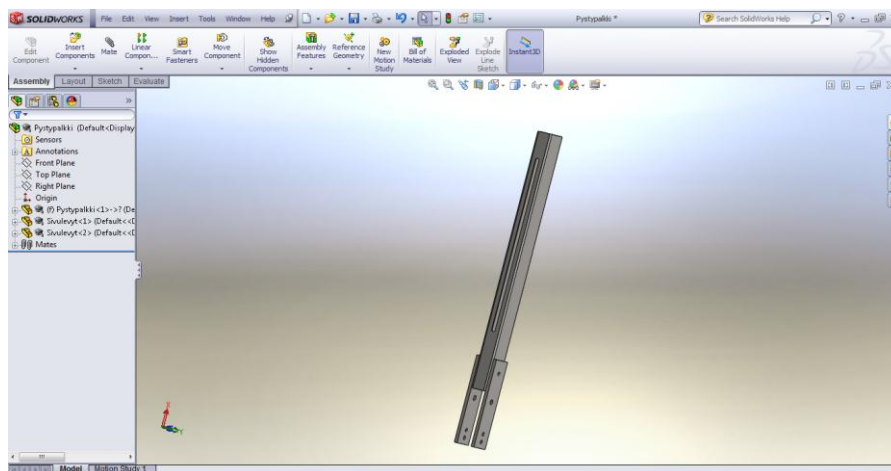 SOLIDWORKS File Edit View Insert Tools Window Help Pystypalkki * Search SolidWorks Help
Edit Component
Insert Components
Mate
Linear Compon...
Smart Fasteners
Move Component
Show Hidden Components
Assembly Features
Reference Geometry
New Motion Study
Bill of Materials
Exploded View
Explode Line Sketch
Instant3D
Assembly Layout Sketch Evaluate
Pystypalkki (Default<Display
Sensors
Annotations
Front Plane
Top Plane
Right Plane
Origin
(f) Pystypalkki<1>->? (De
Sivulevyt<1> (Default<<D
Sivulevyt<2> (Default<<D
Mates
Model Motion Study 1